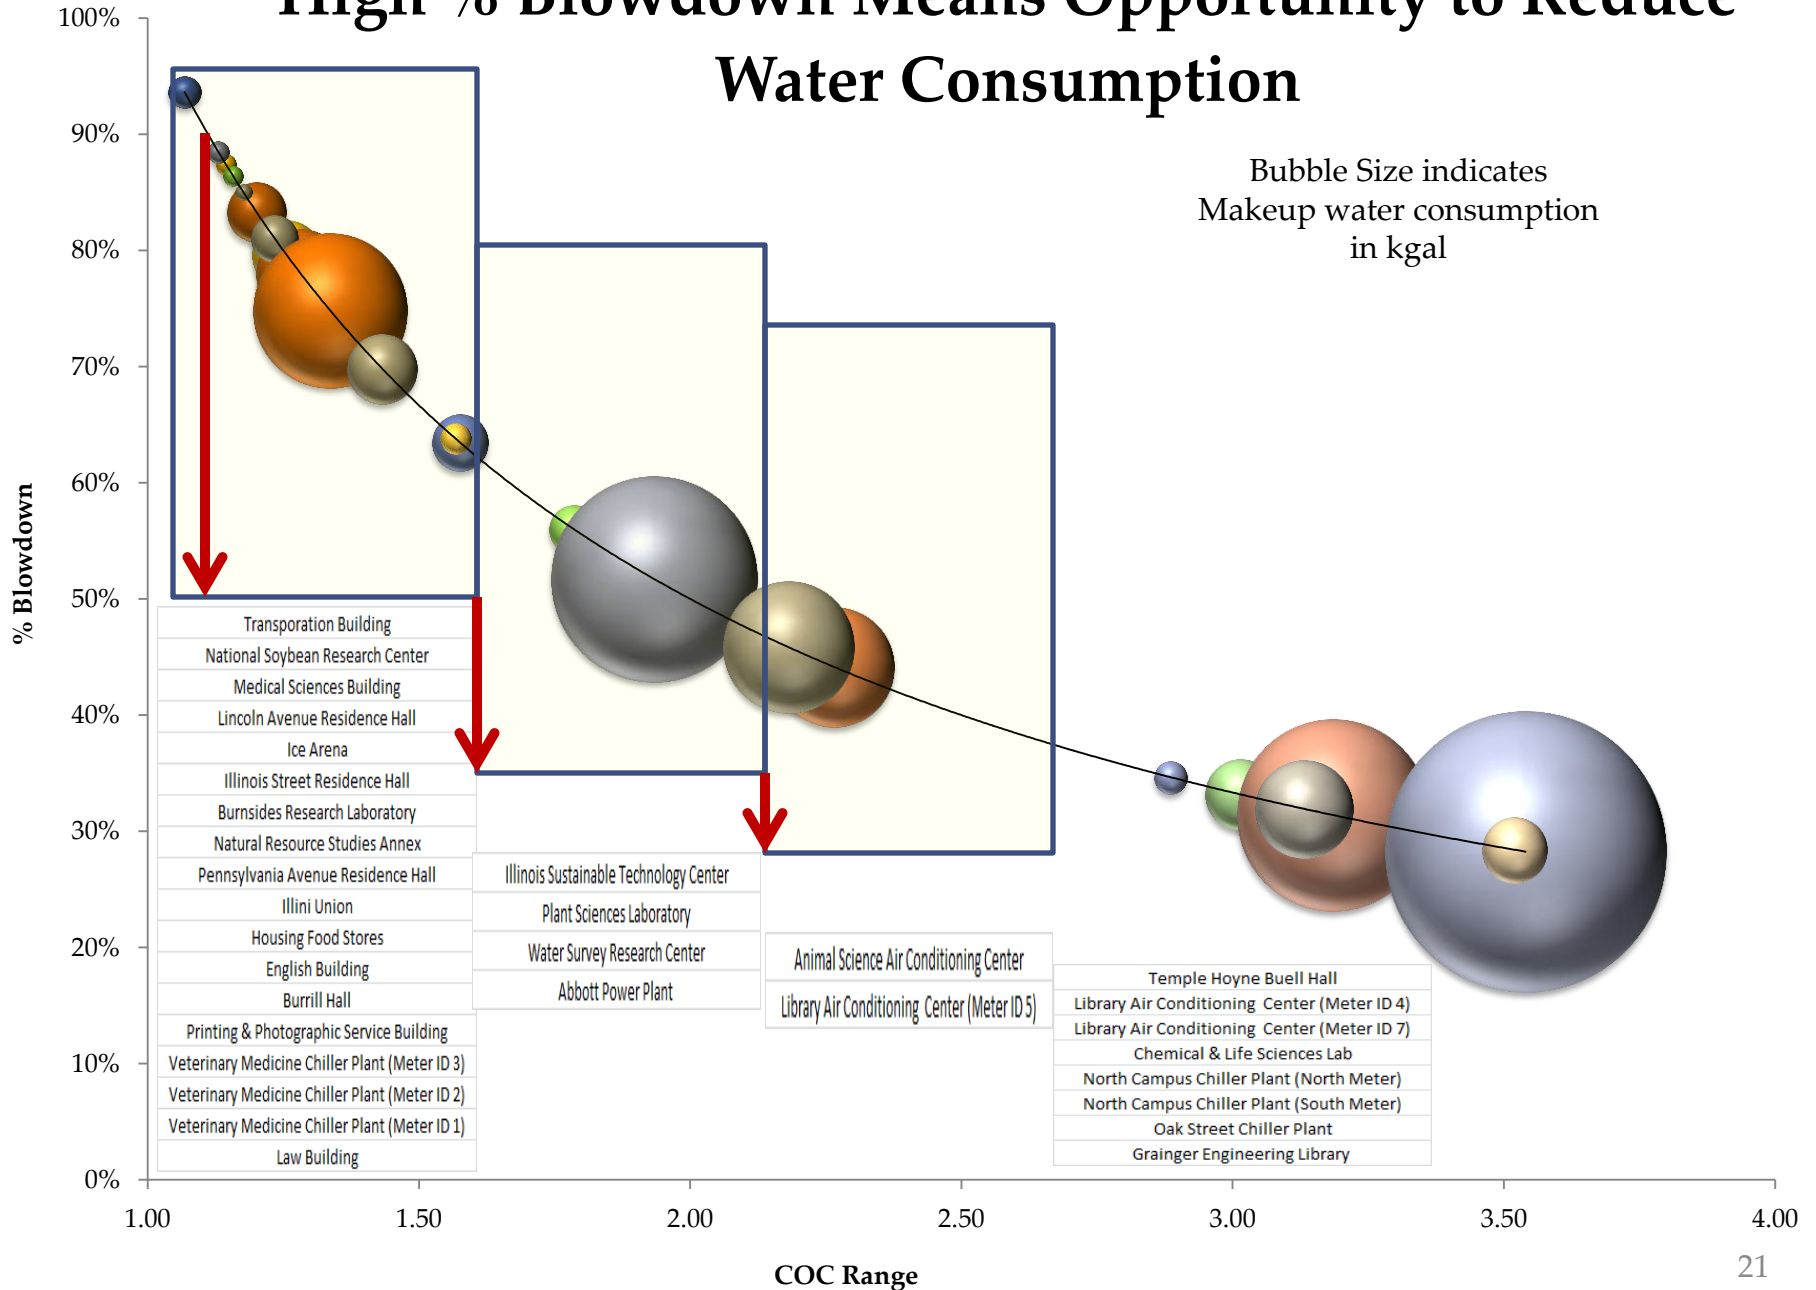 High % Blowdown Means Opportunity to Reduce
Water Consumption
Bubble Size indicates
Makeup water consumption
in kgal
% Blowdown
100%
90%
80%
70%
60%
50%
40%
30%
20%
10%
0%
Transporation Building
National Soybean Research Center
Medical Sciences Building
Lincoln Avenue Residence Hall
Ice Arena
Illinois Street Residence Hall
Burnsides Research Laboratory
Natural Resource Studies Annex
Pennsylvania Avenue Residence Hall
Illini Union
Housing Food Stores
English Building
Burrill Hall
Printing & Photographic Service Building
Veterinary Medicine Chiller Plant (Meter ID 3)
Veterinary Medicine Chiller Plant (Meter ID 2)
Veterinary Medicine Chiller Plant (Meter ID 1)
Law Building
Illinois Sustainable Technology Center
Plant Sciences Laboratory
Water Survey Research Center
Abbott Power Plant
Animal Science Air Conditioning Center
Library Air Conditioning Center (Meter ID 5)
Temple Hoyne Buell Hall
Library Air Conditioning Center (Meter ID 4)
Library Air Conditioning Center (Meter ID 7)
Chemical & Life Sciences Lab
North Campus Chiller Plant (North Meter)
North Campus Chiller Plant (South Meter)
Oak Street Chiller Plant
Grainger Engineering Library
1.00
1.50
2.00
2.50
3.00
3.50
4.00
COC Range
21